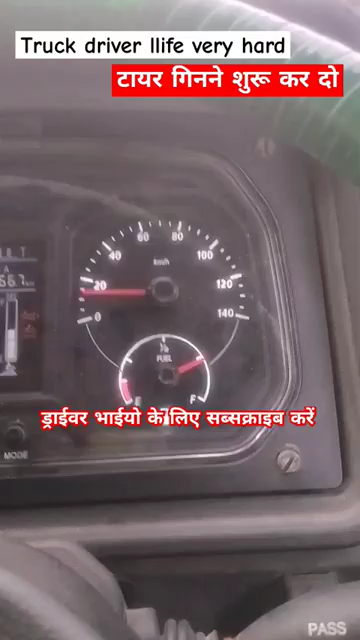 Truck driver llife very hard
टायर गिनने शुरू कर दो
60 80
40 100
km/h
20 120
0 140
FUEL
E F
ड्राईवर भाईयो के लिए सब्सक्राइब करें
MODE
PASS